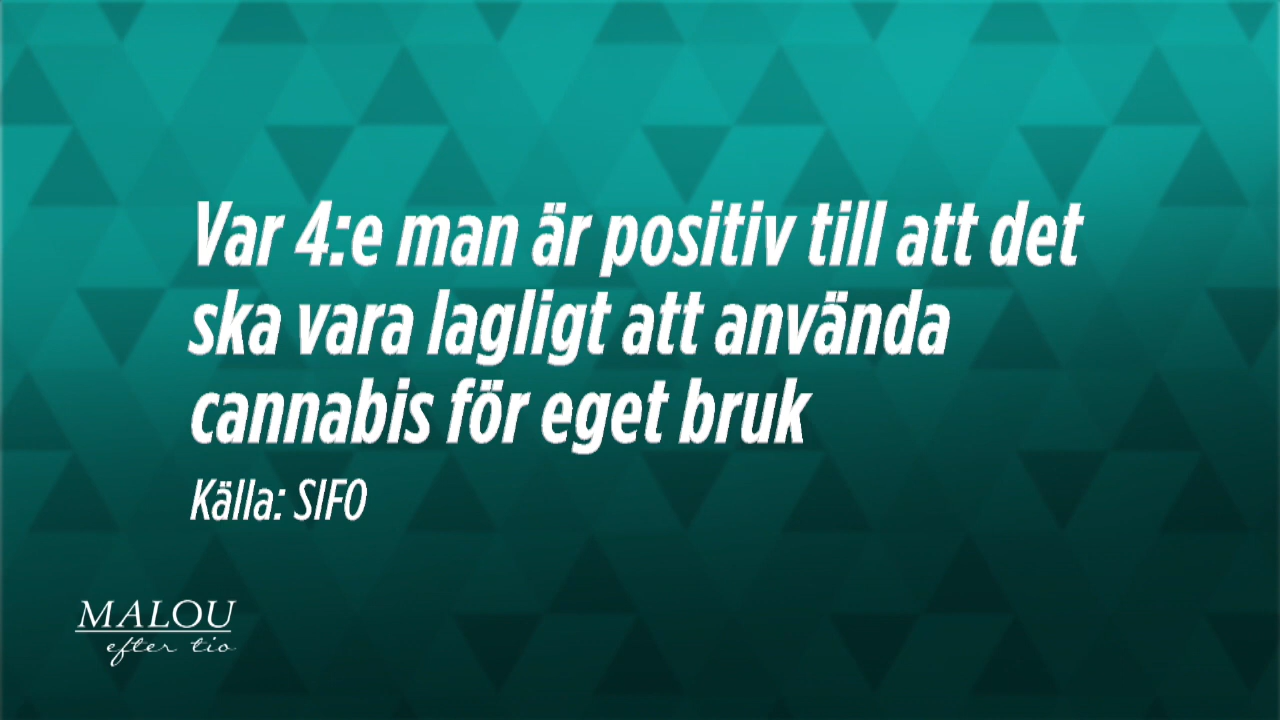 Var 4:e man är positiv till att det
ska vara lagligt att använda
cannabis för eget bruk
Källa: SIFO
MALOU
efter tio